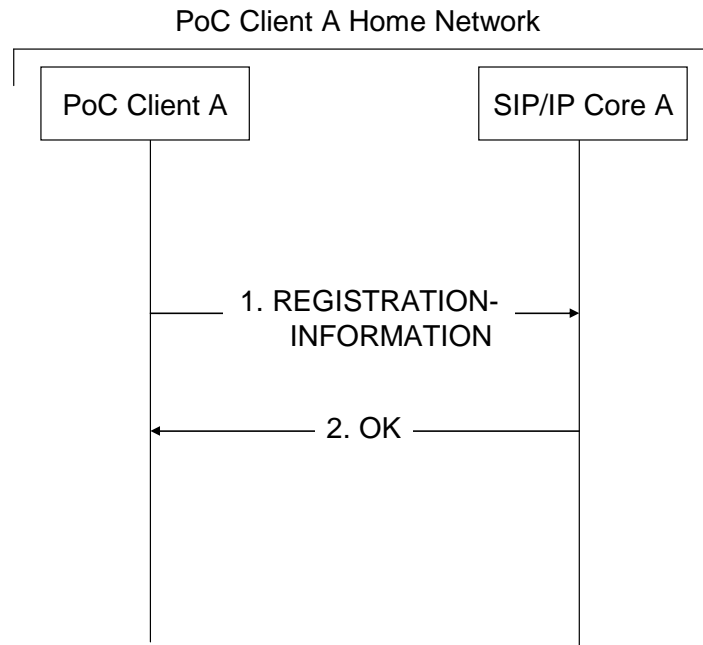 PoC Client A Home Network
PoC Client A
SIP/IP Core A
1. REGISTRATION-
INFORMATION
2. OK